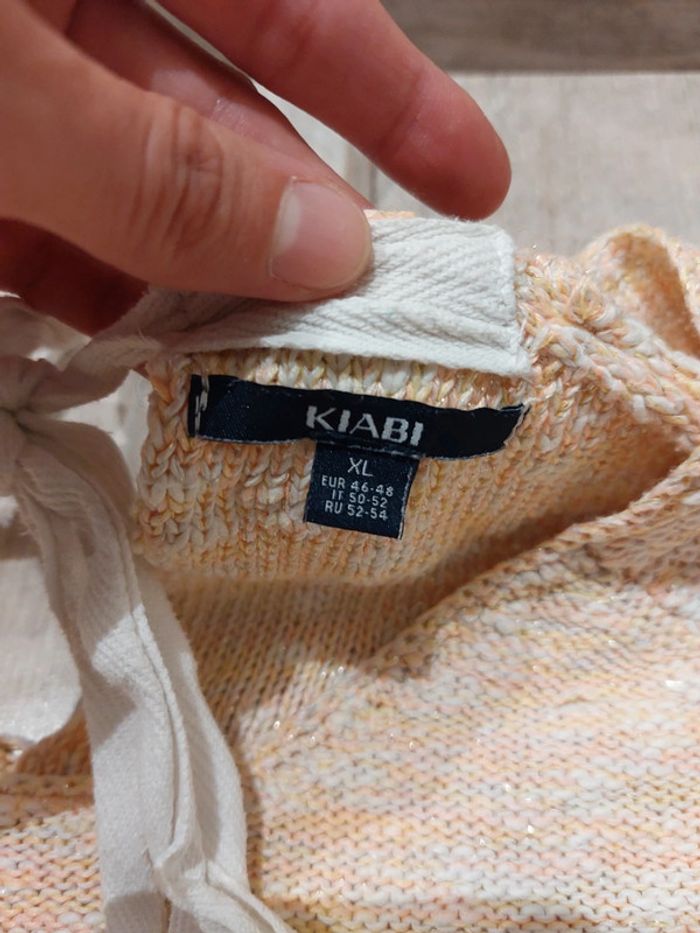 KIABI
XL
EUR 46-48
IT 50-52
RU 52-54